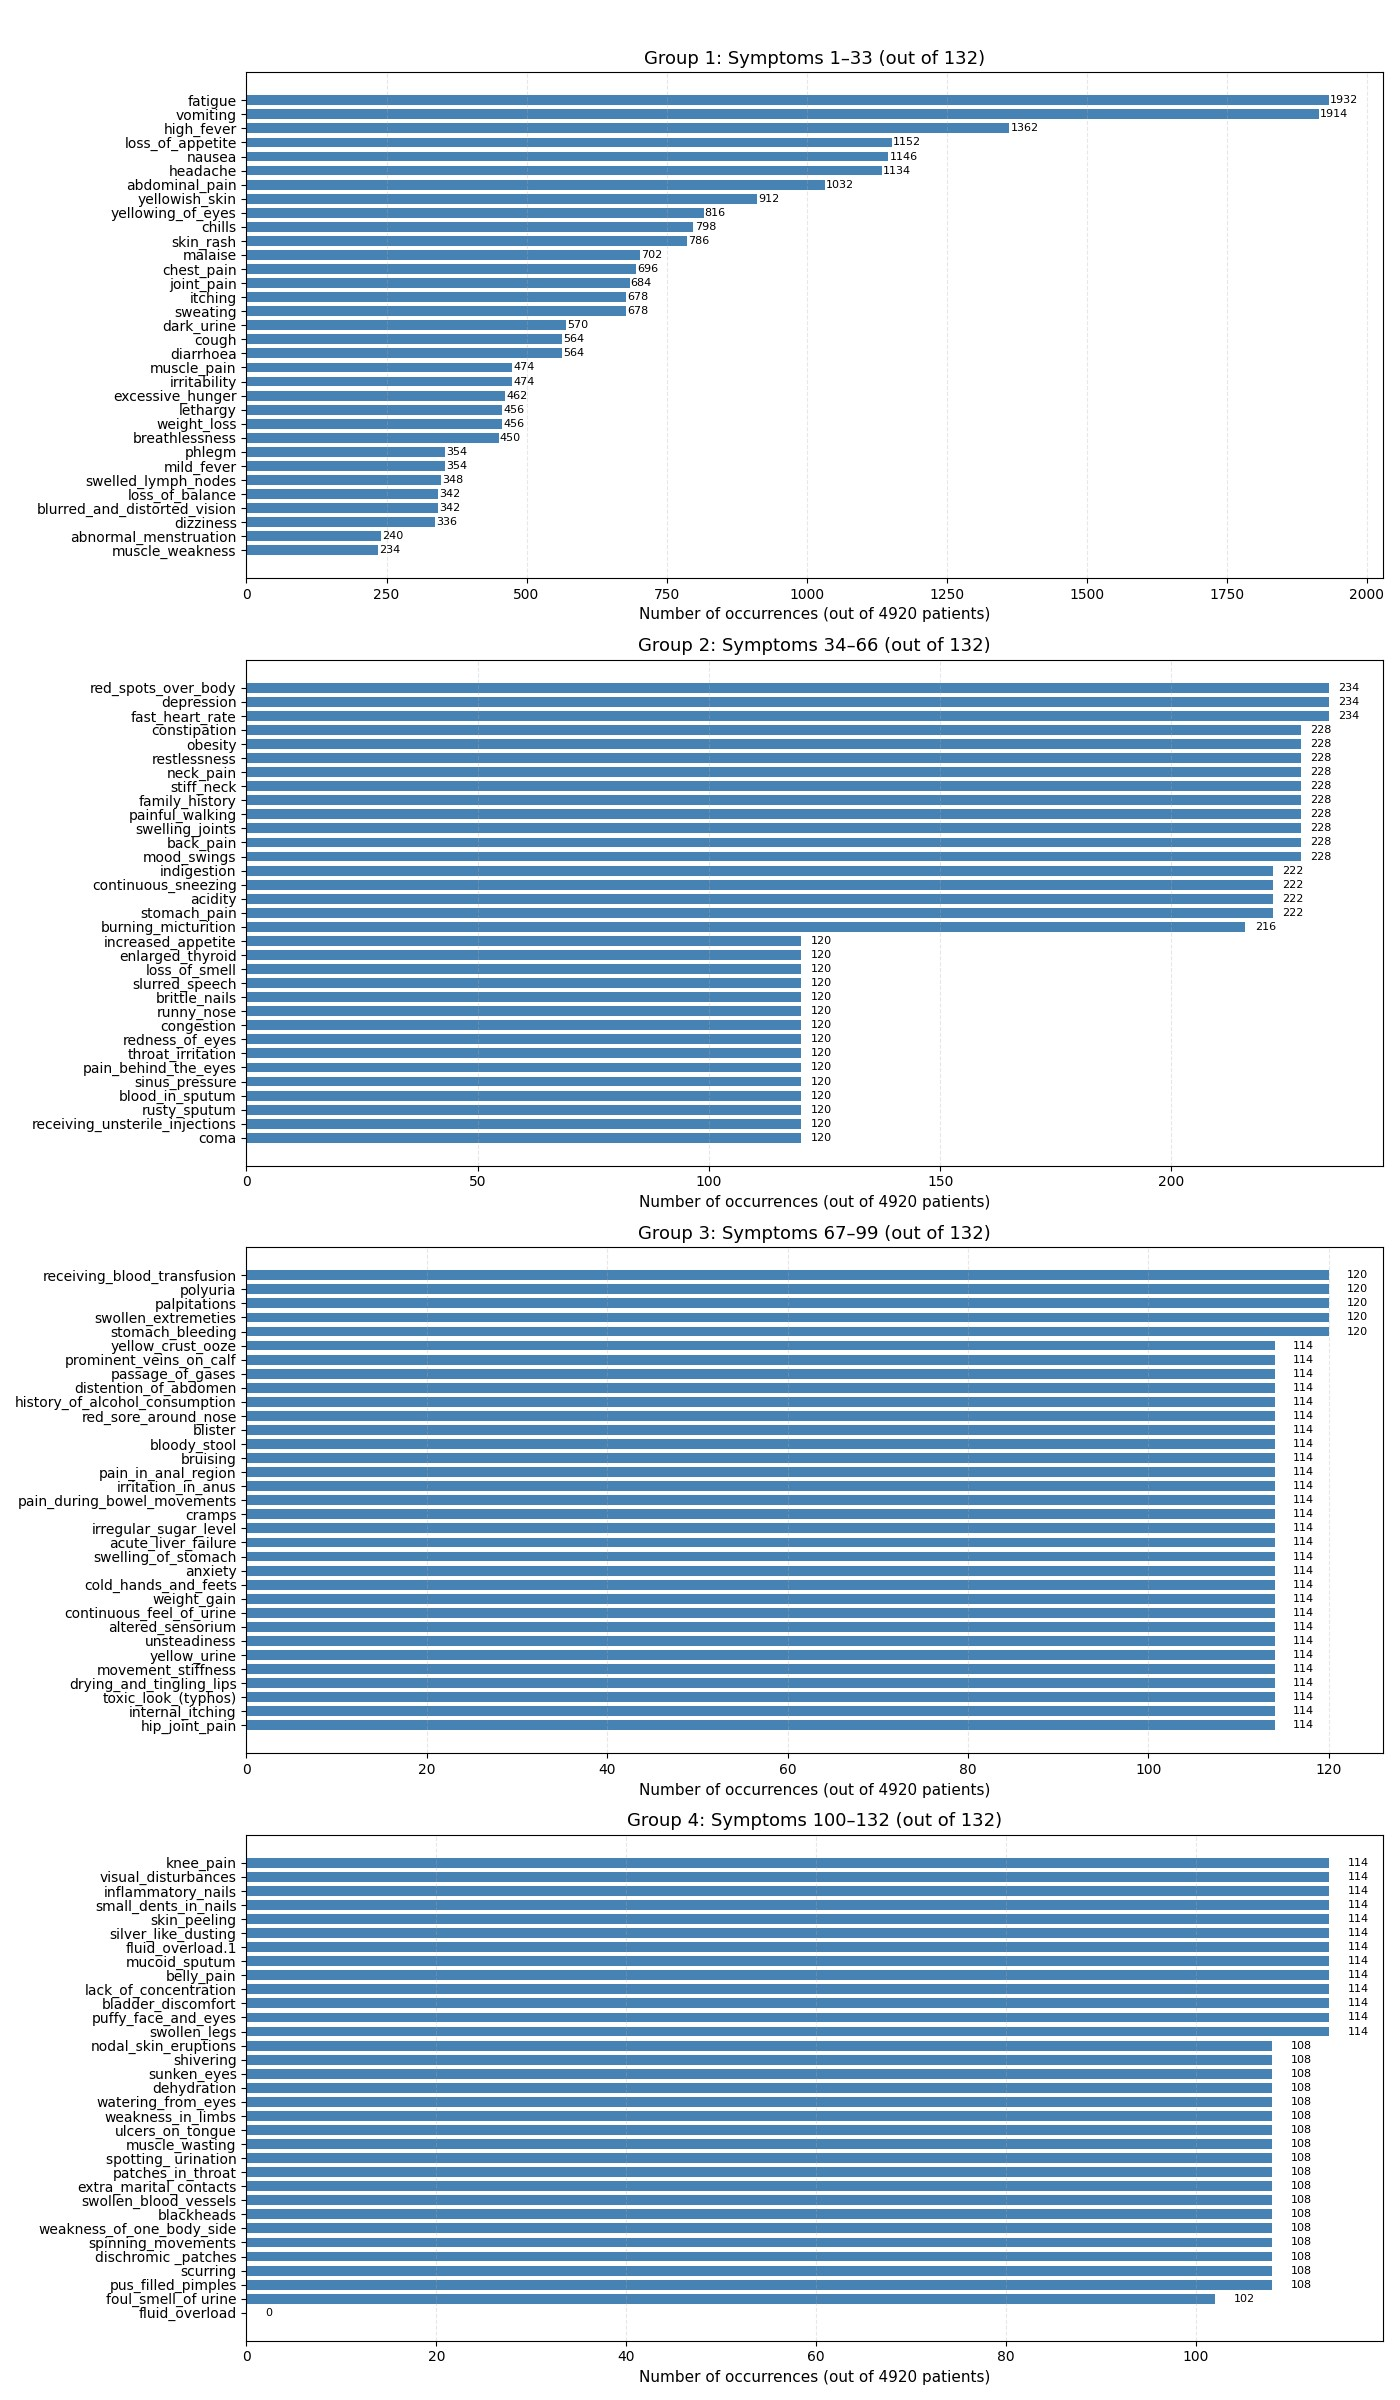 Group 1: Symptoms 1–33 (out of 132)
fatigue 1932
vomiting 1914
high_fever 1362
loss_of_appetite 1152
nausea 1146
headache 1134
abdominal_pain 1032
yellowish_skin 912
yellowing_of_eyes 816
chills 798
skin_rash 786
malaise 702
chest_pain 696
joint_pain 684
itching 678
sweating 678
dark_urine 570
cough 564
diarrhoea 564
muscle_pain 474
irritability 474
excessive_hunger 462
lethargy 456
weight_loss 456
breathlessness 450
phlegm 354
mild_fever 354
swelled_lymph_nodes 348
loss_of_balance 342
blurred_and_distorted_vision 342
dizziness 336
abnormal_menstruation 240
muscle_weakness 234
0 250 500 750 1000 1250 1500 1750 2000
Number of occurrences (out of 4920 patients)
Group 2: Symptoms 34–66 (out of 132)
red_spots_over_body 234
depression 234
fast_heart_rate 234
constipation 228
obesity 228
restlessness 228
neck_pain 228
stiff_neck 228
family_history 228
painful_walking 228
swelling_joints 228
back_pain 228
mood_swings 228
indigestion 222
continuous_sneezing 222
acidity 222
stomach_pain 222
burning_micturition 216
increased_appetite 120
enlarged_thyroid 120
loss_of_smell 120
slurred_speech 120
brittle_nails 120
runny_nose 120
congestion 120
redness_of_eyes 120
throat_irritation 120
pain_behind_the_eyes 120
sinus_pressure 120
blood_in_sputum 120
rusty_sputum 120
receiving_unsterile_injections 120
coma 120
0 50 100 150 200
Number of occurrences (out of 4920 patients)
Group 3: Symptoms 67–99 (out of 132)
receiving_blood_transfusion 120
polyuria 120
palpitations 120
swollen_extremeties 120
stomach_bleeding 120
yellow_crust_ooze 114
prominent_veins_on_calf 114
passage_of_gases 114
distention_of_abdomen 114
history_of_alcohol_consumption 114
red_sore_around_nose 114
blister 114
bloody_stool 114
bruising 114
pain_in_anal_region 114
irritation_in_anus 114
pain_during_bowel_movements 114
cramps 114
irregular_sugar_level 114
acute_liver_failure 114
swelling_of_stomach 114
anxiety 114
cold_hands_and_feets 114
weight_gain 114
continuous_feel_of_urine 114
altered_sensorium 114
unsteadiness 114
yellow_urine 114
movement_stiffness 114
drying_and_tingling_lips 114
toxic_look_(typhos) 114
internal_itching 114
hip_joint_pain 114
0 20 40 60 80 100 120
Number of occurrences (out of 4920 patients)
Group 4: Symptoms 100–132 (out of 132)
knee_pain 114
visual_disturbances 114
inflammatory_nails 114
small_dents_in_nails 114
skin_peeling 114
silver_like_dusting 114
fluid_overload.1 114
mucoid_sputum 114
belly_pain 114
lack_of_concentration 114
bladder_discomfort 114
puffy_face_and_eyes 114
swollen_legs 114
nodal_skin_eruptions 108
shivering 108
sunken_eyes 108
dehydration 108
watering_from_eyes 108
weakness_in_limbs 108
ulcers_on_tongue 108
muscle_wasting 108
spotting_ urination 108
patches_in_throat 108
extra_marital_contacts 108
swollen_blood_vessels 108
blackheads 108
weakness_of_one_body_side 108
spinning_movements 108
dischromic _patches 108
scurring 108
pus_filled_pimples 108
foul_smell_of urine 102
fluid_overload 0
0 20 40 60 80 100
Number of occurrences (out of 4920 patients)